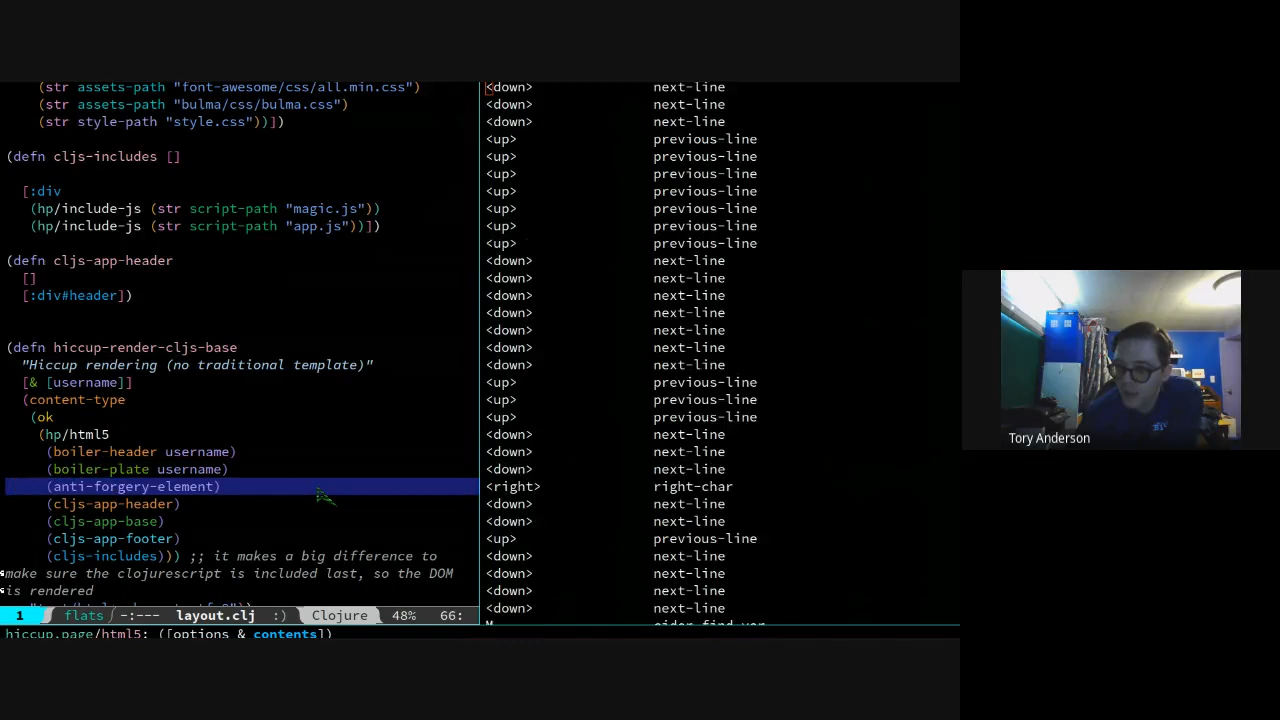 (str assets-path "font-awesome/css/all.min.css")
(str assets-path "bulma/css/bulma.css")
(str style-path "style.css"))])
(defn cljs-includes []
[:div
(hp/include-js (str script-path "magic.js"))
(hp/include-js (str script-path "app.js"))])
(defn cljs-app-header
[]
[:div#header])
(defn hiccup-render-cljs-base
"Hiccup rendering (no traditional template)"
[& [username]]
(content-type
(ok
(hp/html5
(boiler-header username)
(boiler-plate username)
(anti-forgery-element)
(cljs-app-header)
(cljs-app-base)
(cljs-app-footer)
(cljs-includes))) ;; it makes a big difference to
make sure the clojurescript is included last, so the DOM
is rendered
1 flats -:--- layout.clj :) Clojure 48% 66:
hiccup.page/html5: ([options & contents])
<down> next-line
<down> next-line
<down> next-line
<up> previous-line
<up> previous-line
<up> previous-line
<up> previous-line
<up> previous-line
<up> previous-line
<up> previous-line
<down> next-line
<down> next-line
<down> next-line
<down> next-line
<down> next-line
<down> next-line
<down> next-line
<up> previous-line
<up> previous-line
<up> previous-line
<down> next-line
<down> next-line
<down> next-line
<right> right-char
<down> next-line
<down> next-line
<up> previous-line
<down> next-line
<down> next-line
<down> next-line
<down> next-line
cider-find-var
Tory Anderson